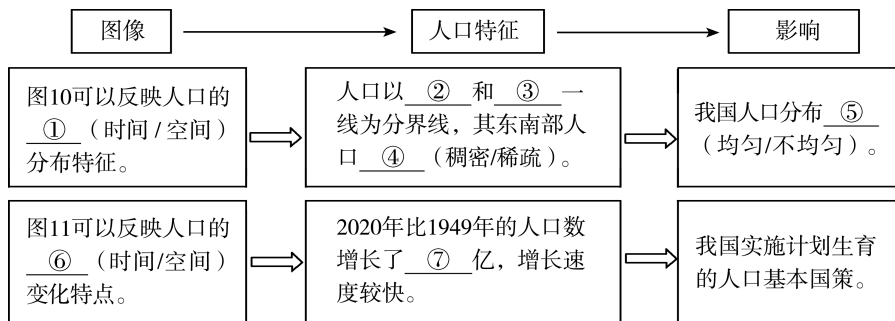 图像
人口特征
影响
图10可以反映人口的
①（时间/空间）
分布特征。
人口以②和③一
线为分界线，其东南部人
口④（稠密/稀疏）。
我国人口分布⑤
（均匀/不均匀）。
图11可以反映人口的
⑥（时间/空间）
变化特点。
2020年比1949年的人口数
增长了⑦亿，增长速
度较快。
我国实施计划生育
的人口基本国策。